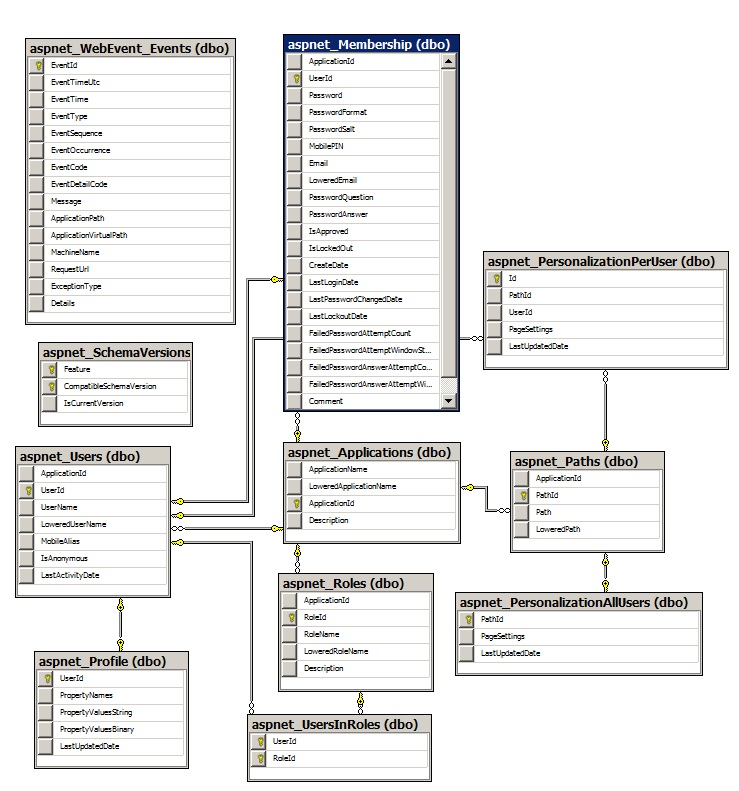 aspnet_WebEvent_Events (dbo)
EventId
EventTimeUtc
EventTime
EventType
EventSequence
EventOccurrence
EventCode
EventDetailCode
Message
ApplicationPath
ApplicationVirtualPath
MachineName
RequestUrl
ExceptionType
Details
aspnet_Membership (dbo)
ApplicationId
UserId
Password
PasswordFormat
PasswordSalt
MobilePIN
Email
LoweredEmail
PasswordQuestion
PasswordAnswer
IsApproved
IsLockedOut
CreateDate
LastLoginDate
LastPasswordChangedDate
LastLockoutDate
FailedPasswordAttemptCount
FailedPasswordAttemptWindowSt...
FailedPasswordAnswerAttemptCo...
FailedPasswordAnswerAttemptWi...
Comment
aspnet_PersonalizationPerUser (dbo)
Id
PathId
UserId
PageSettings
LastUpdatedDate
aspnet_SchemaVersions
Feature
CompatibleSchemaVersion
IsCurrentVersion
aspnet_Users (dbo)
ApplicationId
UserId
UserName
LoweredUserName
MobileAlias
IsAnonymous
LastActivityDate
aspnet_Applications (dbo)
ApplicationName
LoweredApplicationName
ApplicationId
Description
aspnet_Paths (dbo)
ApplicationId
PathId
Path
LoweredPath
aspnet_Roles (dbo)
ApplicationId
RoleId
RoleName
LoweredRoleName
Description
aspnet_PersonalizationAllUsers (dbo)
PathId
PageSettings
LastUpdatedDate
aspnet_Profile (dbo)
UserId
PropertyNames
PropertyValuesString
PropertyValuesBinary
LastUpdatedDate
aspnet_UsersInRoles (dbo)
UserId
RoleId